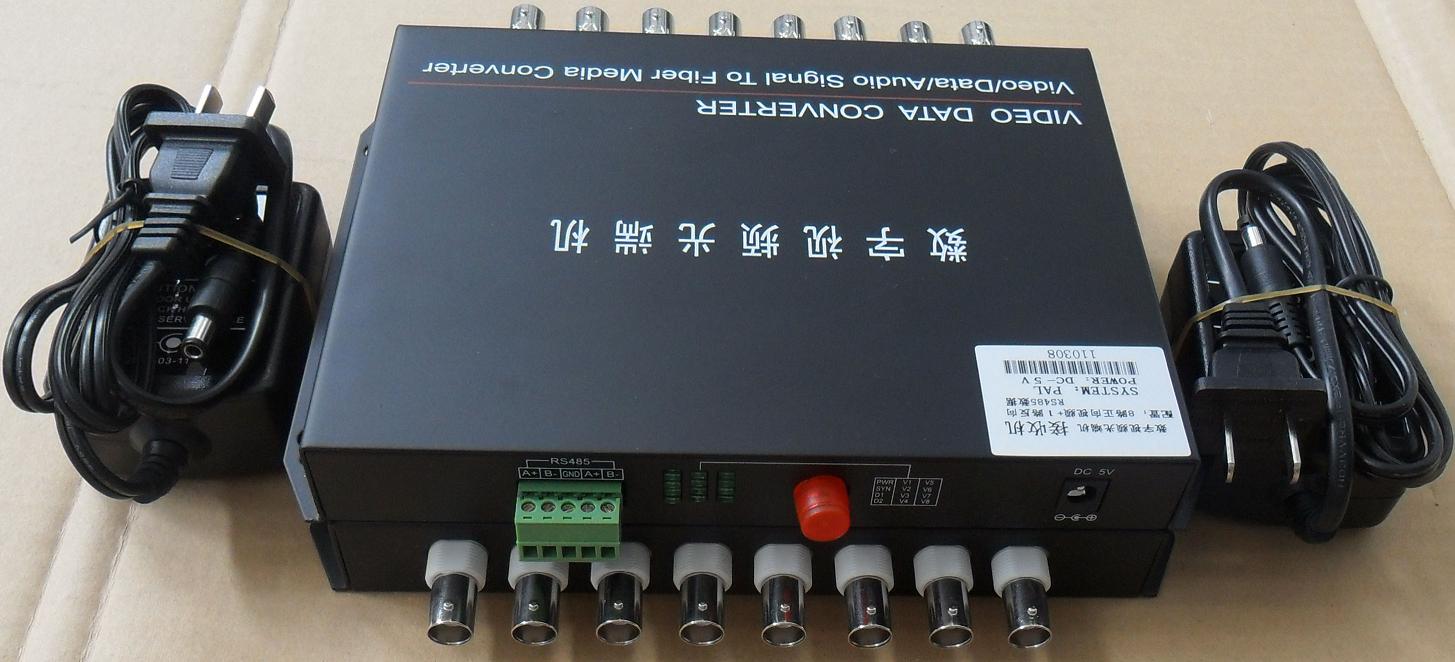 Video/Data/Audio Signal To Fiber Media Converter
VIDEO DATA CONVERTER
数字视频光端机
数字视频光端机 接收机
配置: 8路正向视频+1路反向
RS485数据
SYSTEM: PAL
POWER: DC-5V
110308
RS485
A+ B- GND A+ B-
PWR V1 V5
SYN V2 V6
D1 V3 V7
D2 V4 V8
DC 5V